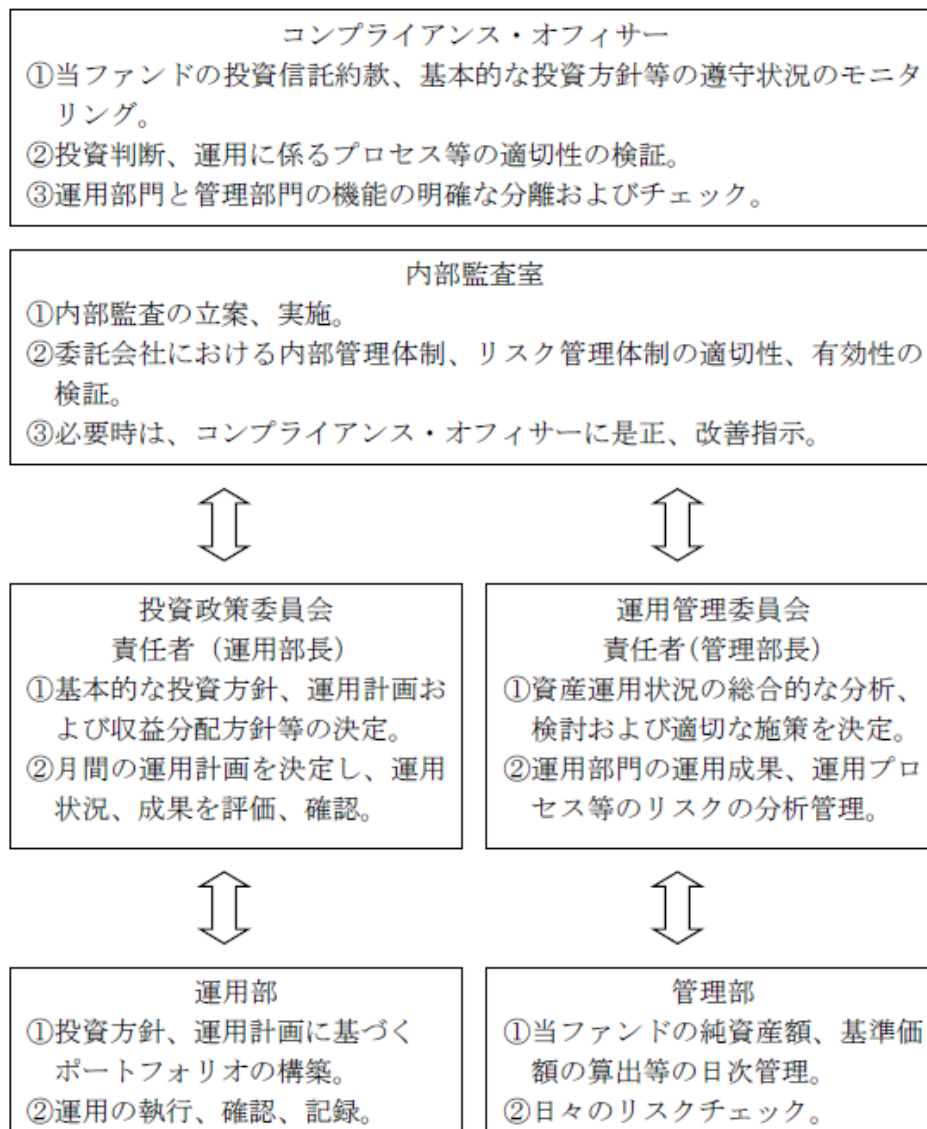 コンプライアンス・オフィサー
①当ファンドの投資信託約款、基本的な投資方針等の遵守状況のモニタ
リング。
②投資判断、運用に係るプロセス等の適切性の検証。
③運用部門と管理部門の機能の明確な分離およびチェック。
内部監査室
①内部監査の立案、実施。
②委託会社における内部管理体制、リスク管理体制の適切性、有効性の
検証。
③必要時は、コンプライアンス・オフィサーに是正、改善指示。
投資政策委員会
責任者（運用部長）
①基本的な投資方針、運用計画お
よび収益分配方針等の決定。
②月間の運用計画を決定し、運用
状況、成果を評価、確認。
運用管理委員会
責任者(管理部長)
①資産運用状況の総合的な分析、
検討および適切な施策を決定。
②運用部門の運用成果、運用プロ
セス等のリスクの分析管理。
運用部
①投資方針、運用計画に基づく
ポートフォリオの構築。
②運用の執行、確認、記録。
管理部
①当ファンドの純資産額、基準価
額の算出等の日次管理。
②日々のリスクチェック。